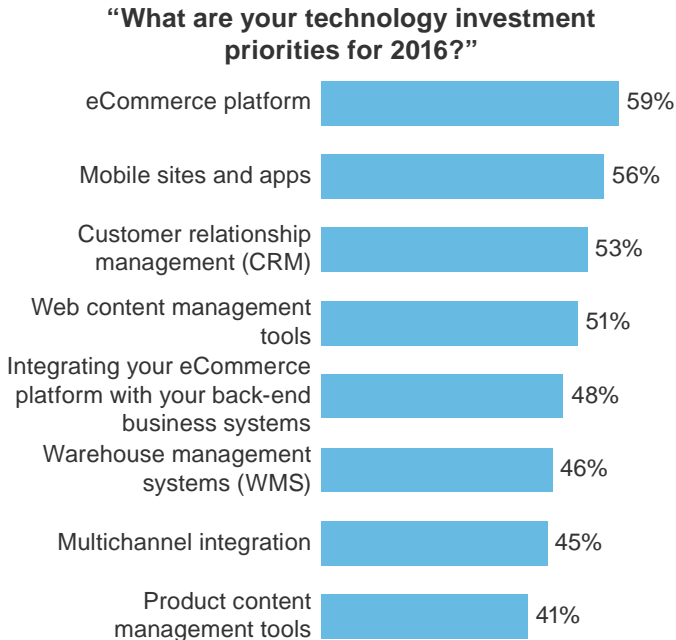 “What are your technology investment
priorities for 2016?”
eCommerce platform
59%
Mobile sites and apps
56%
Customer relationship
management (CRM)
53%
Web content management
tools
51%
Integrating your eCommerce
platform with your back-end
business systems
48%
Warehouse management
systems (WMS)
46%
Multichannel integration
45%
Product content
management tools
41%